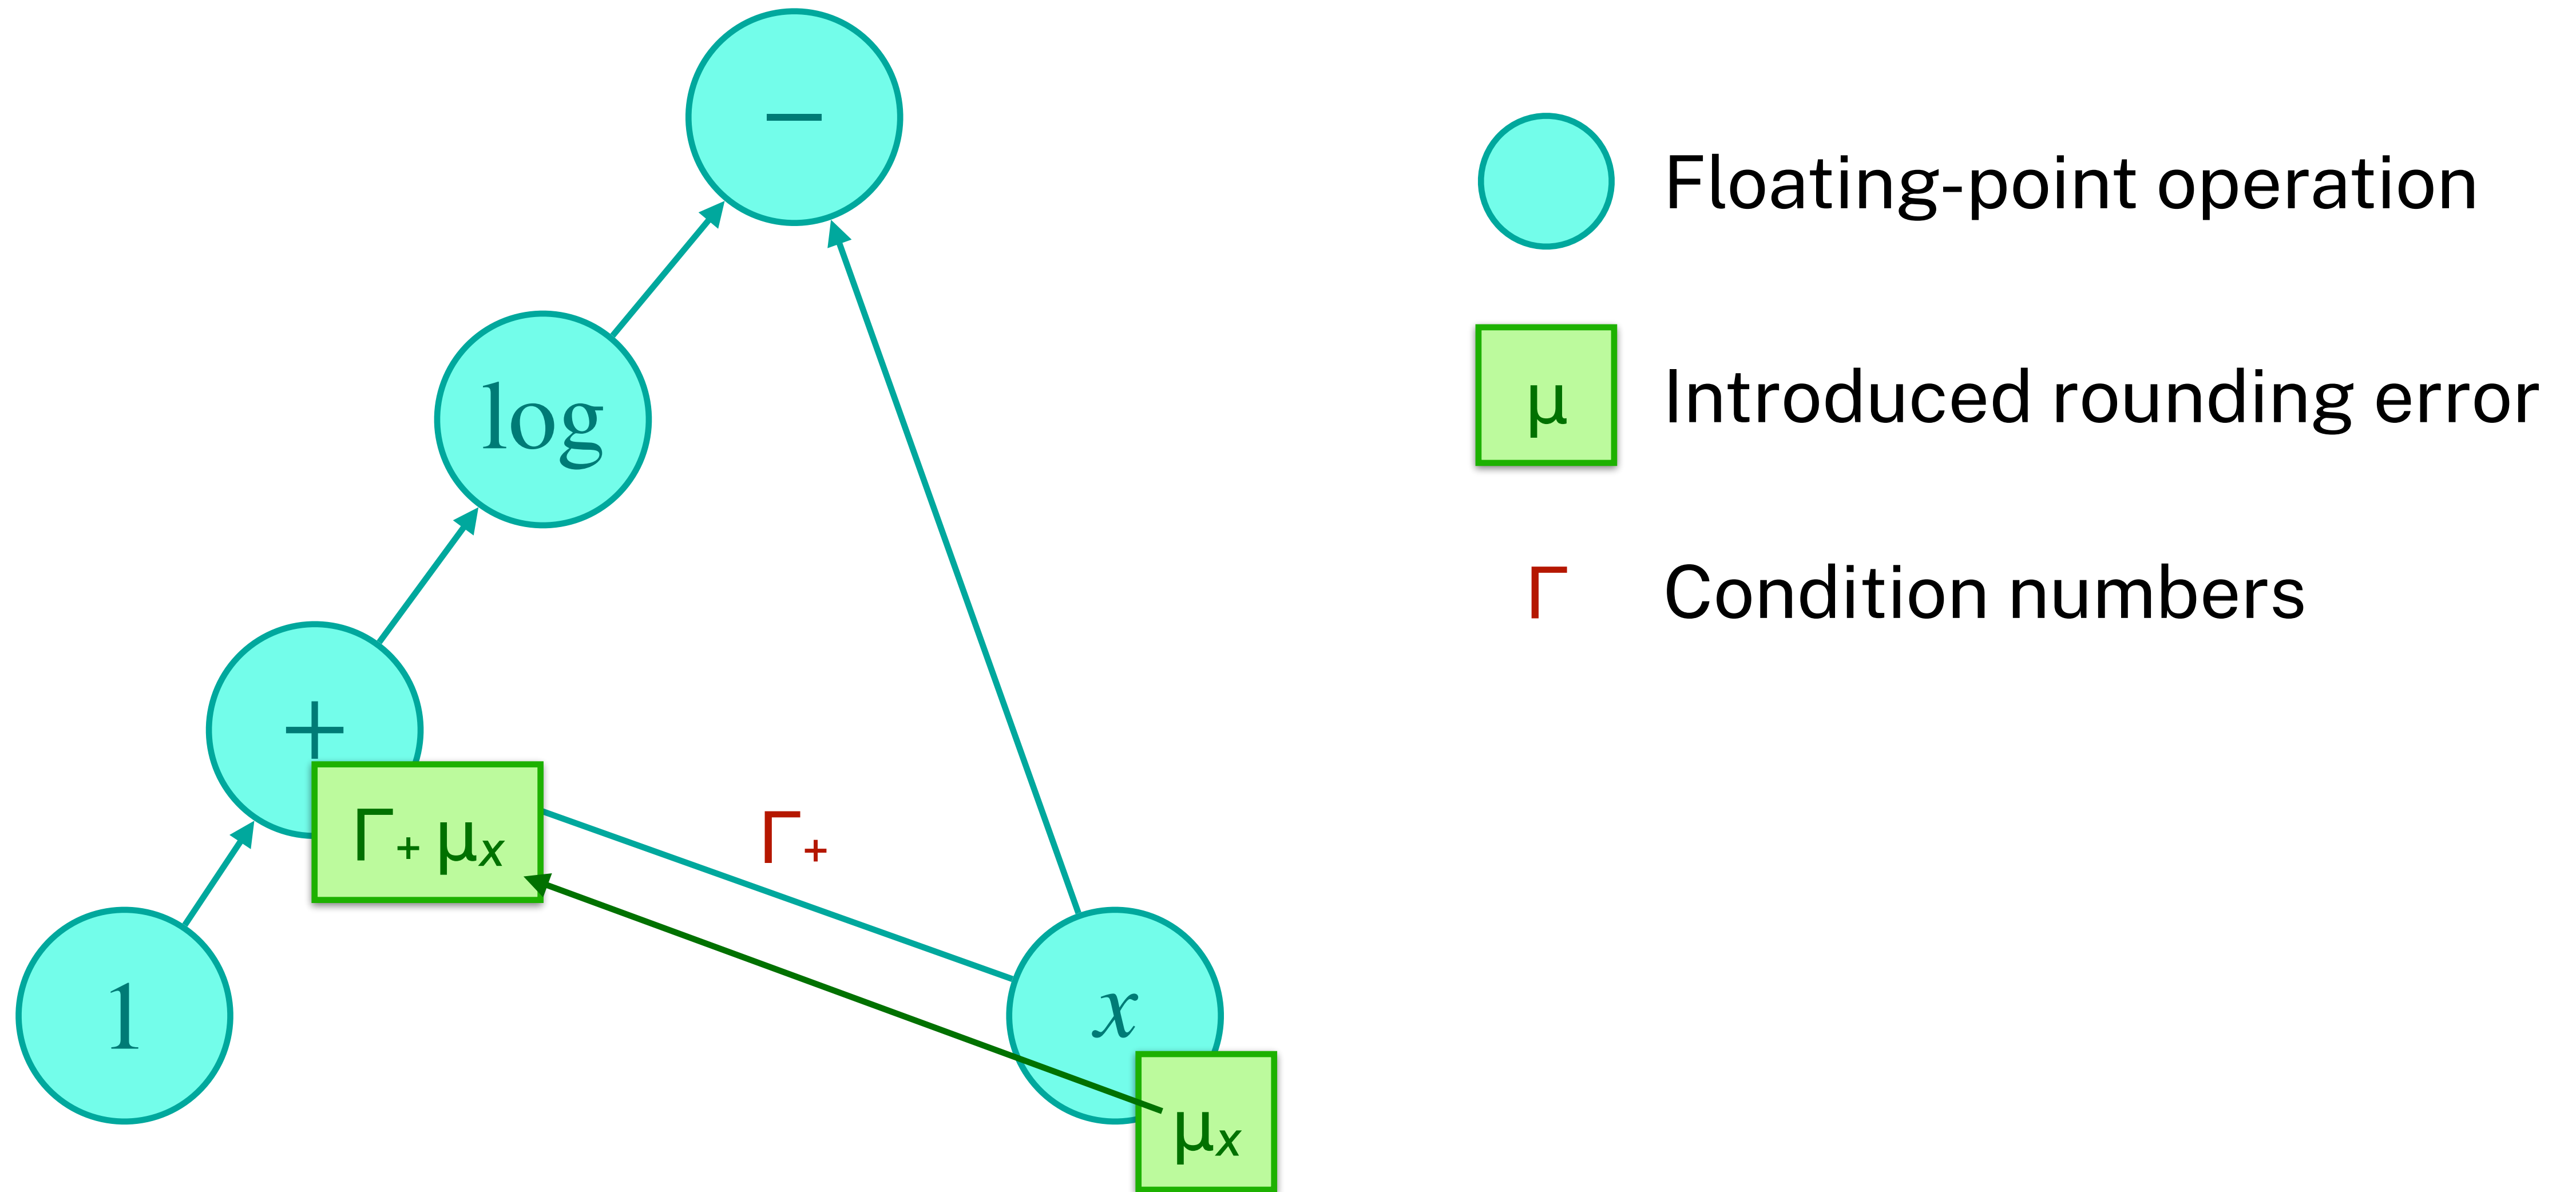 −
log
+
Γ+ μx
Γ+
1
x
μx
Floating-point operation
μ Introduced rounding error
Γ Condition numbers